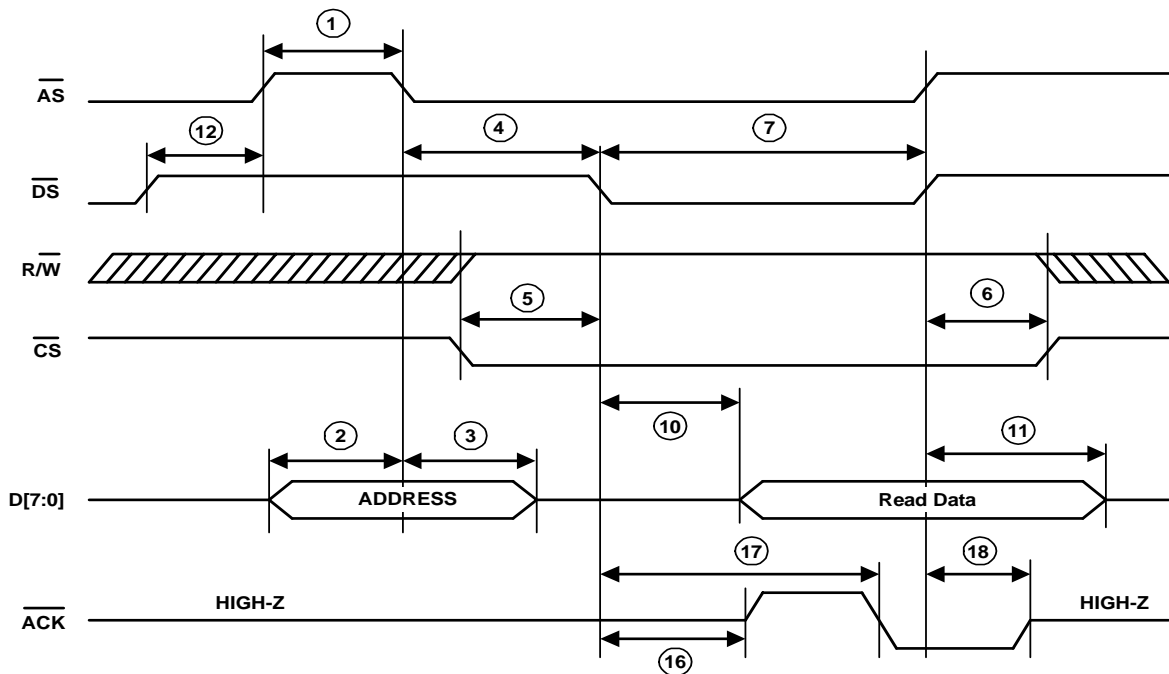 1
AS
12
4
7
DS
R/W
5
6
CS
10
2
3
11
D[7:0]
ADDRESS
Read Data
17
18
HIGH-Z
HIGH-Z
ACK
16